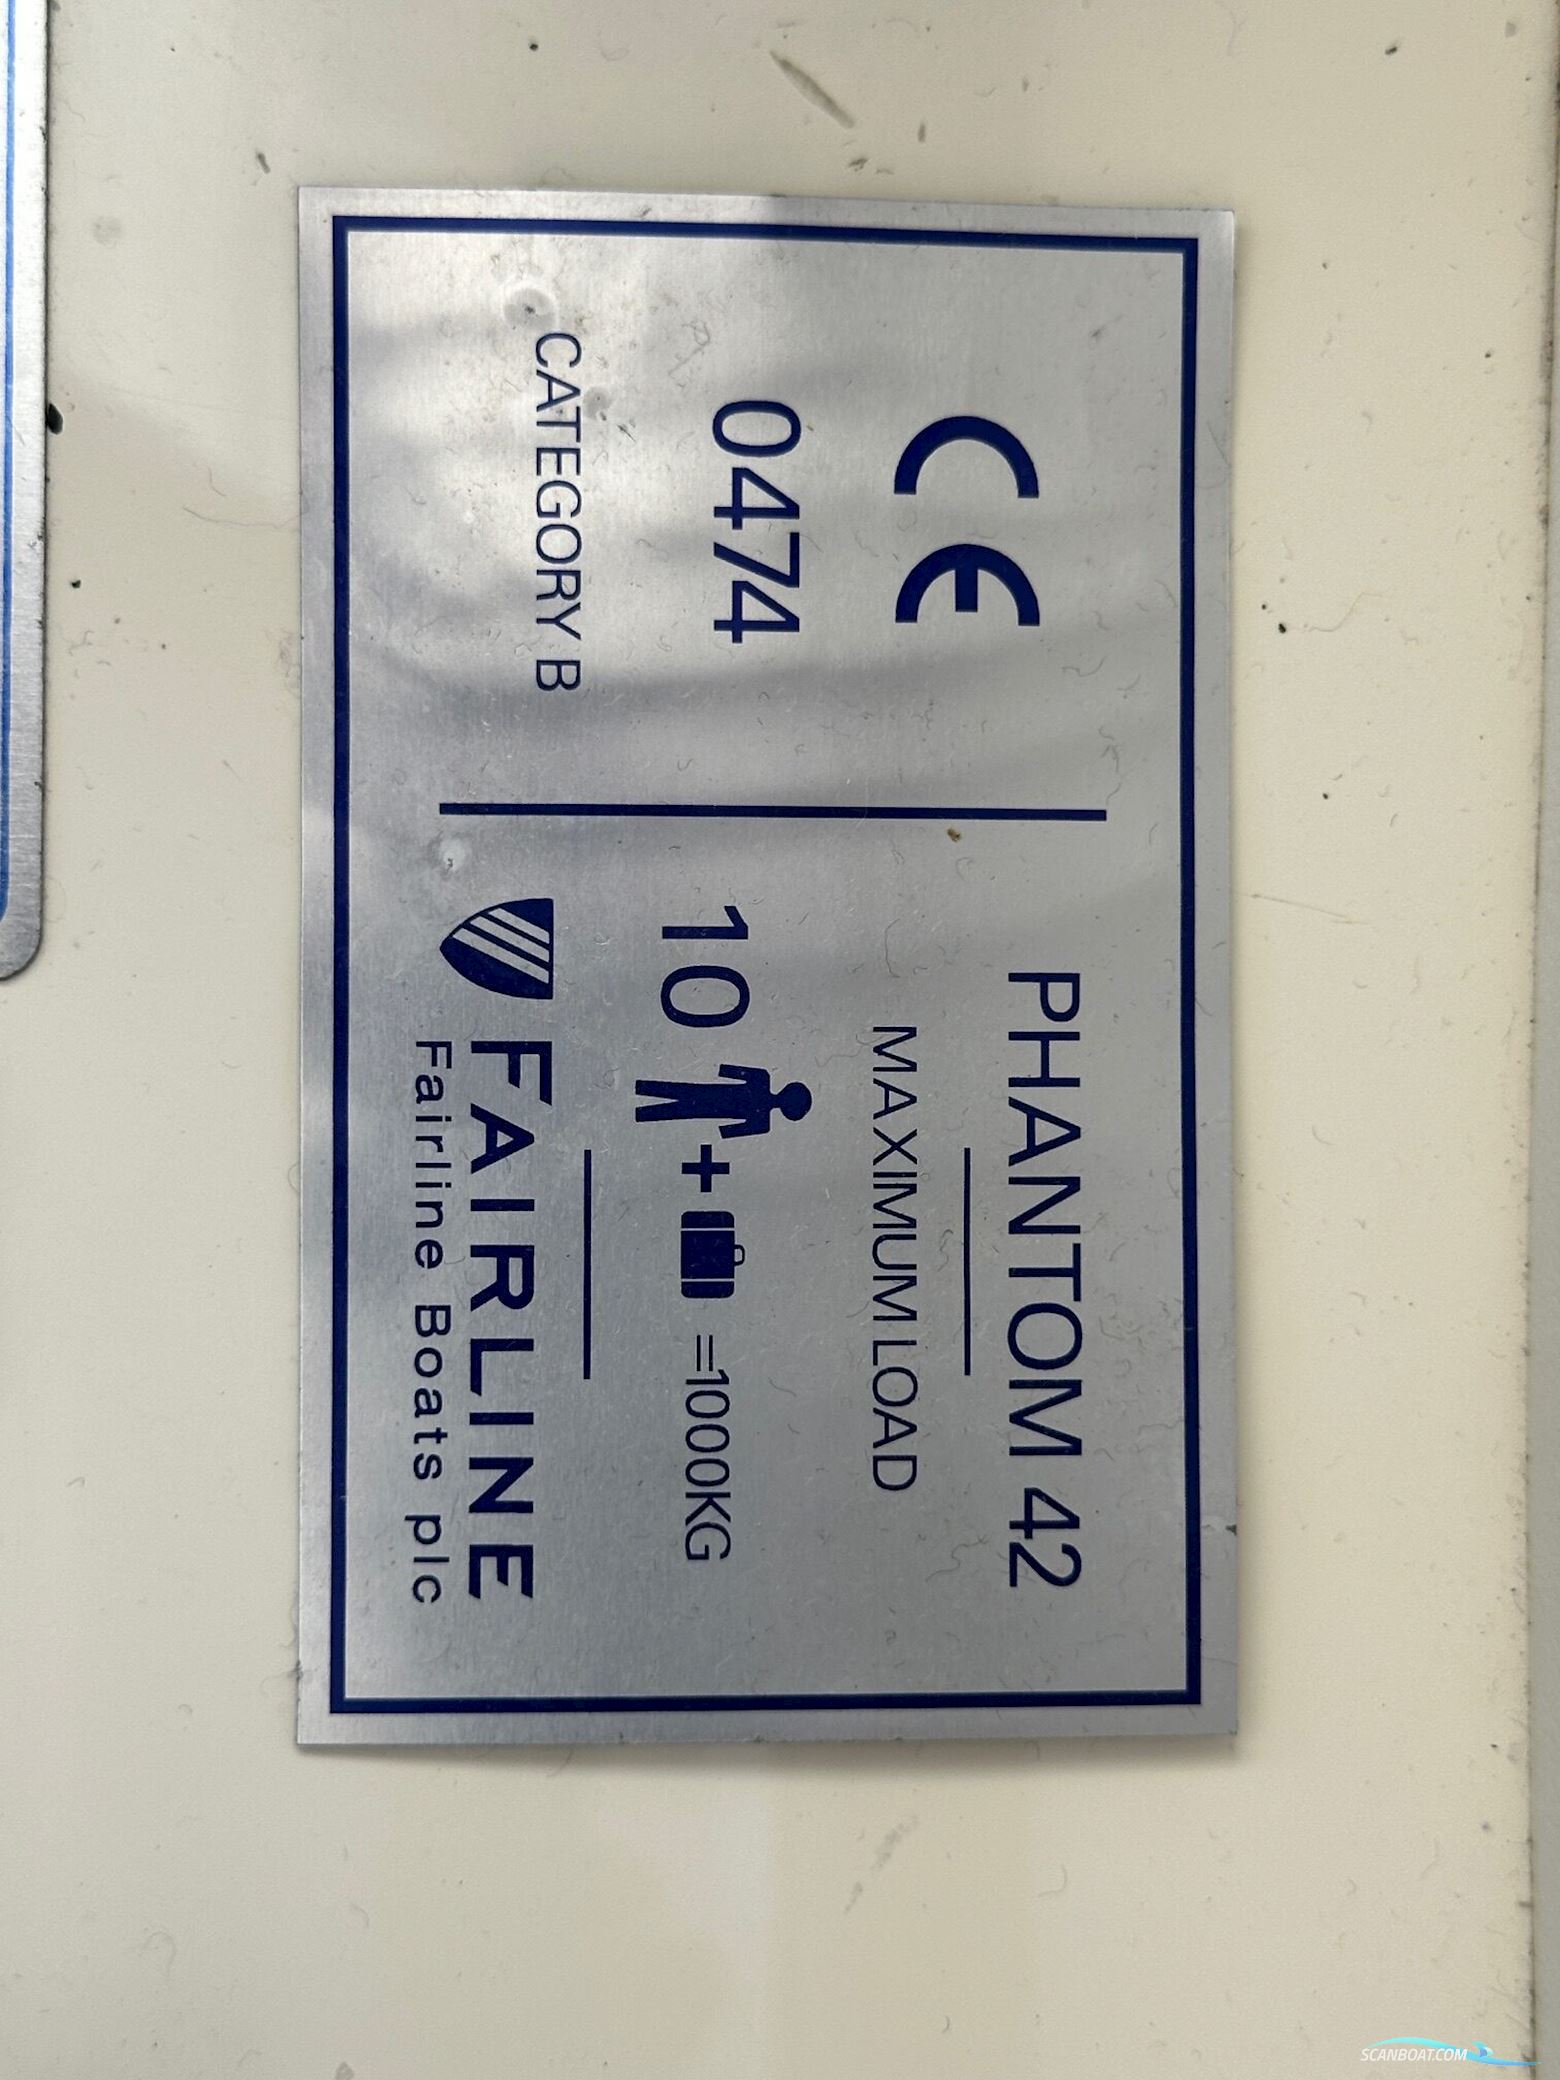 CE
0474
CATEGORY B
PHANTOM 42
MAXIMUM LOAD
10 + =1000KG
FAIRLINE
Fairline Boats plc
SCANBOAT.COM